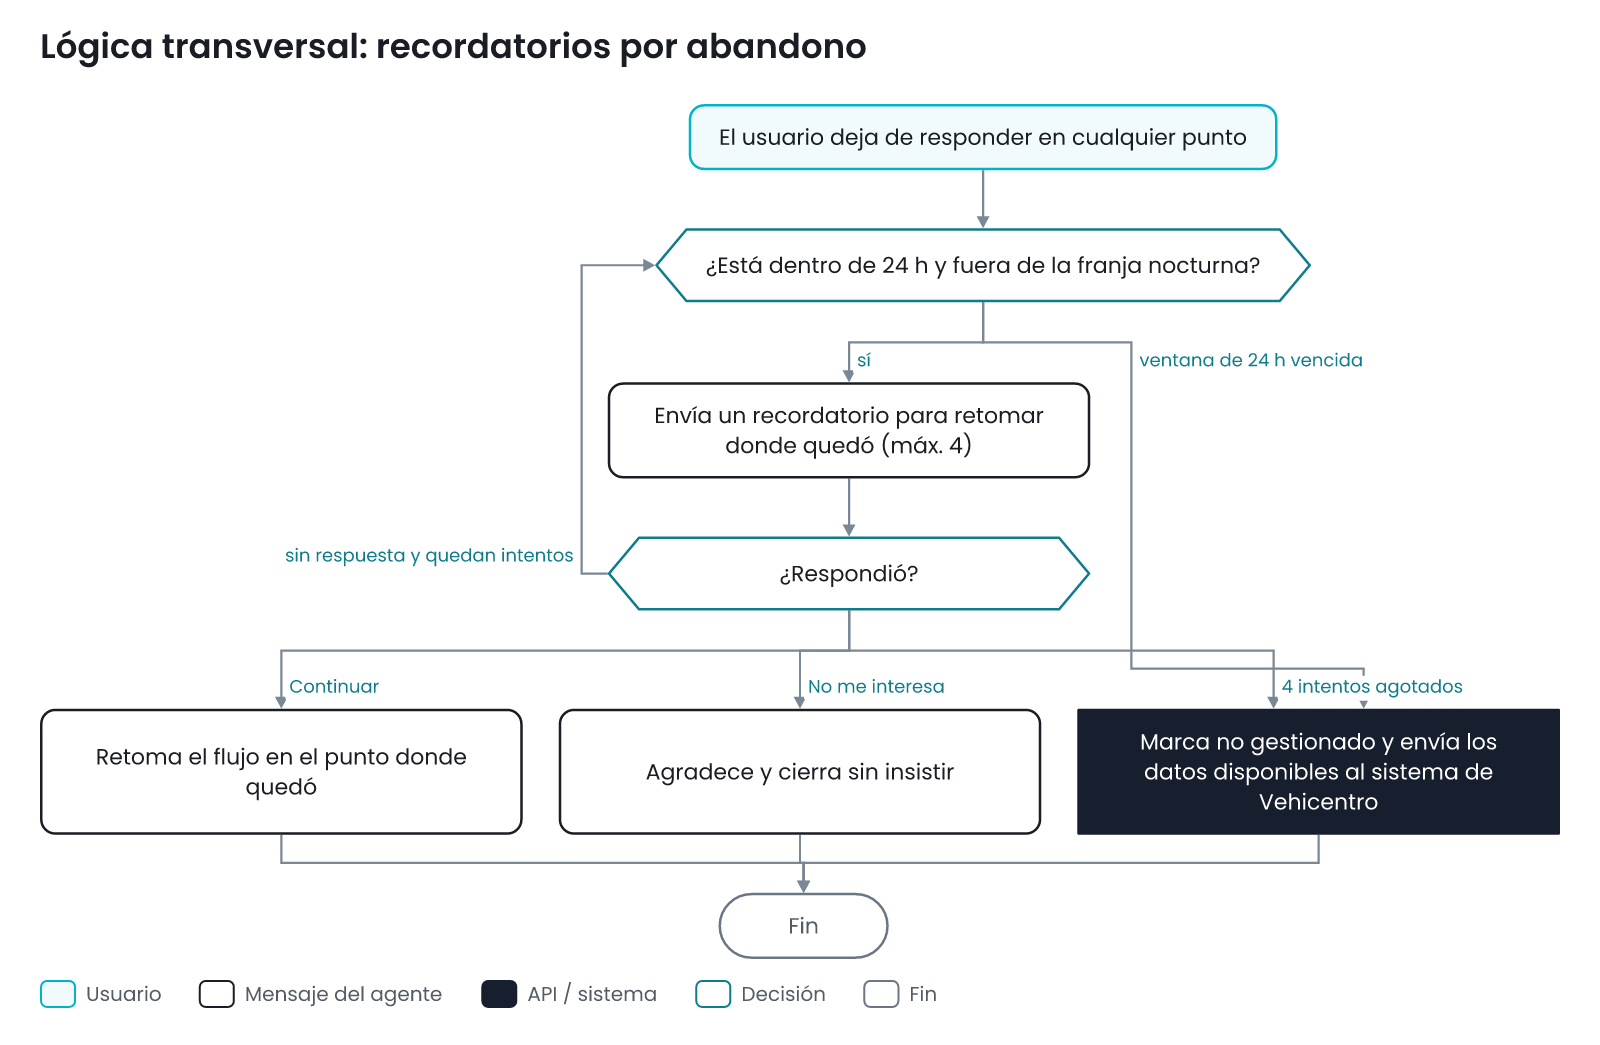 Lógica transversal: recordatorios por abandono
El usuario deja de responder en cualquier punto
¿Está dentro de 24 h y fuera de la franja nocturna?
sí
ventana de 24 h vencida
Envía un recordatorio para retomar
donde quedó (máx. 4)
sin respuesta y quedan intentos
¿Respondió?
Continuar
No me interesa
4 intentos agotados
Retoma el flujo en el punto donde
quedó
Agradece y cierra sin insistir
Marca no gestionado y envía los
datos disponibles al sistema de
Vehicentro
Fin
Usuario
Mensaje del agente
API / sistema
Decisión
Fin